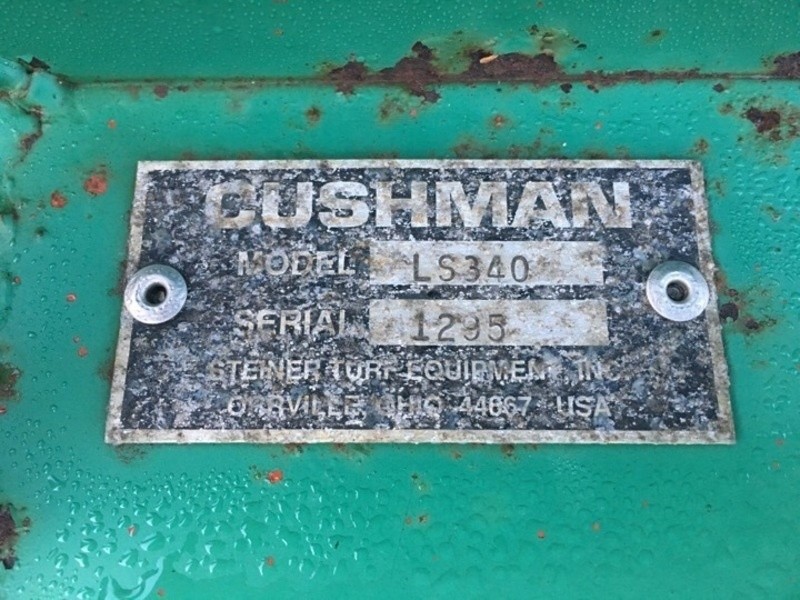 CUSHMAN
MODEL LS340
SERIAL 1295
STEINER TURF EQUIPMENT, INC.
ORRVILLE, OHIO 44667 USA